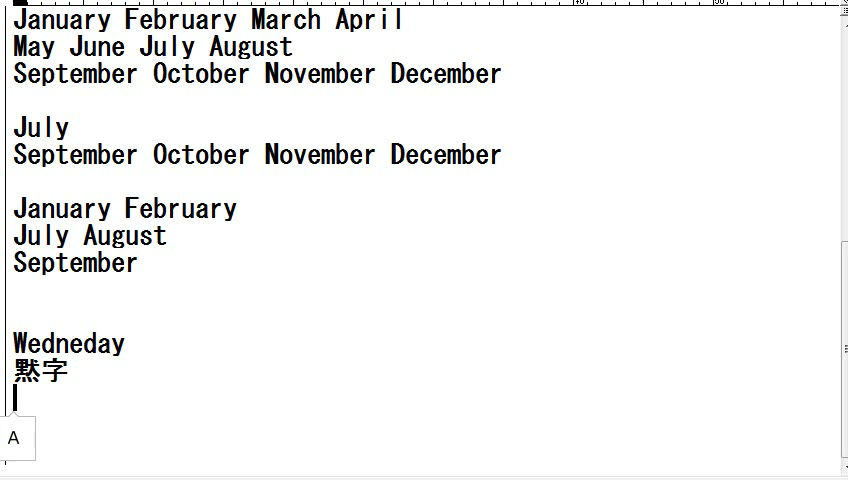 January February March April
May June July August
September October November December
July
September October November December
January February
July August
September
Wedneday
黙字
A